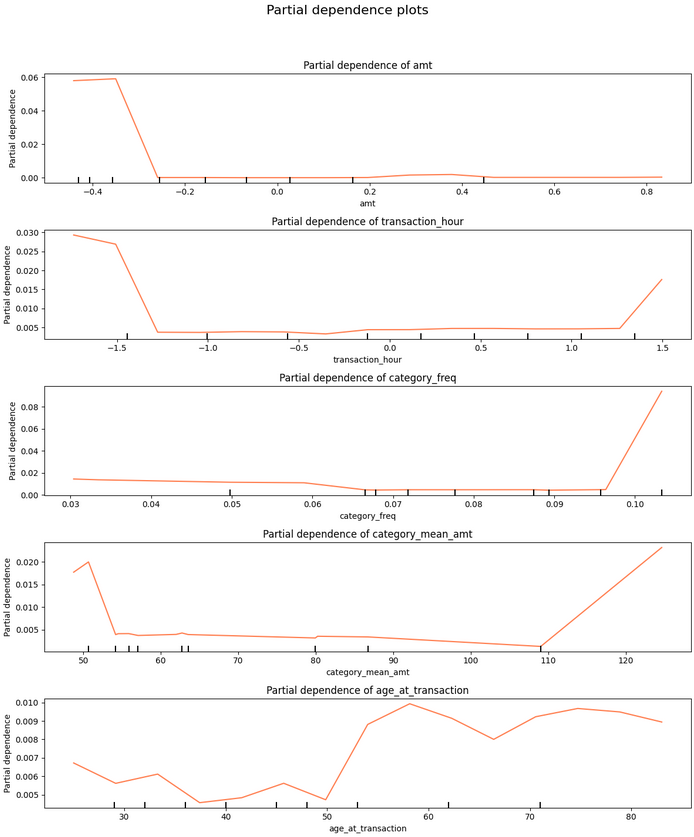 Partial dependence plots
Partial dependence of amt
Partial dependence
0.06
0.04
0.02
0.00
−0.4 −0.2 0.0 0.2 0.4 0.6 0.8
amt
Partial dependence of transaction_hour
Partial dependence
0.030
0.025
0.020
0.015
0.010
0.005
−1.5 −1.0 −0.5 0.0 0.5 1.0 1.5
transaction_hour
Partial dependence of category_freq
Partial dependence
0.08
0.06
0.04
0.02
0.00
0.03 0.04 0.05 0.06 0.07 0.08 0.09 0.10
category_freq
Partial dependence of category_mean_amt
Partial dependence
0.020
0.015
0.010
0.005
50 60 70 80 90 100 110 120
category_mean_amt
Partial dependence of age_at_transaction
Partial dependence
0.010
0.009
0.008
0.007
0.006
0.005
30 40 50 60 70 80
age_at_transaction